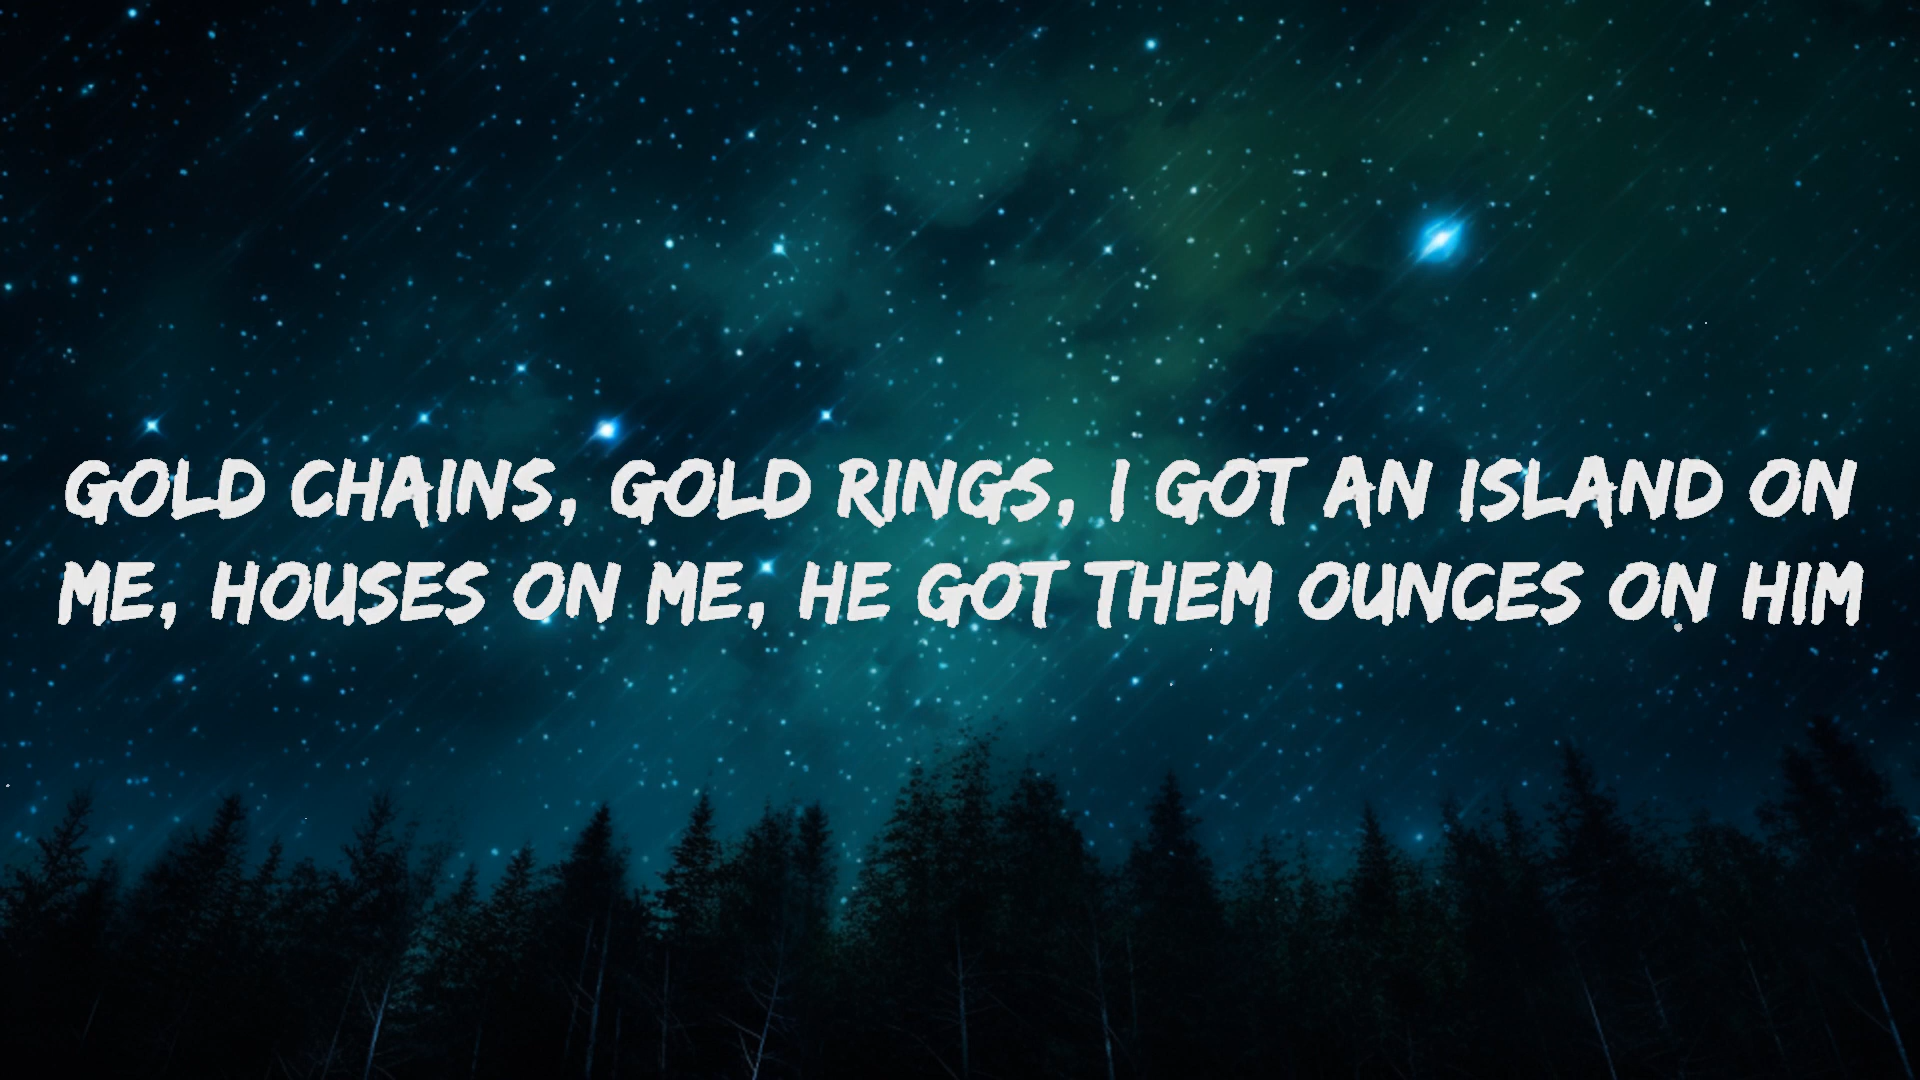 GOLD CHAINS, GOLD RINGS, I GOT AN ISLAND ON
ME, HOUSES ON ME, HE GOT THEM OUNCES ON HIM